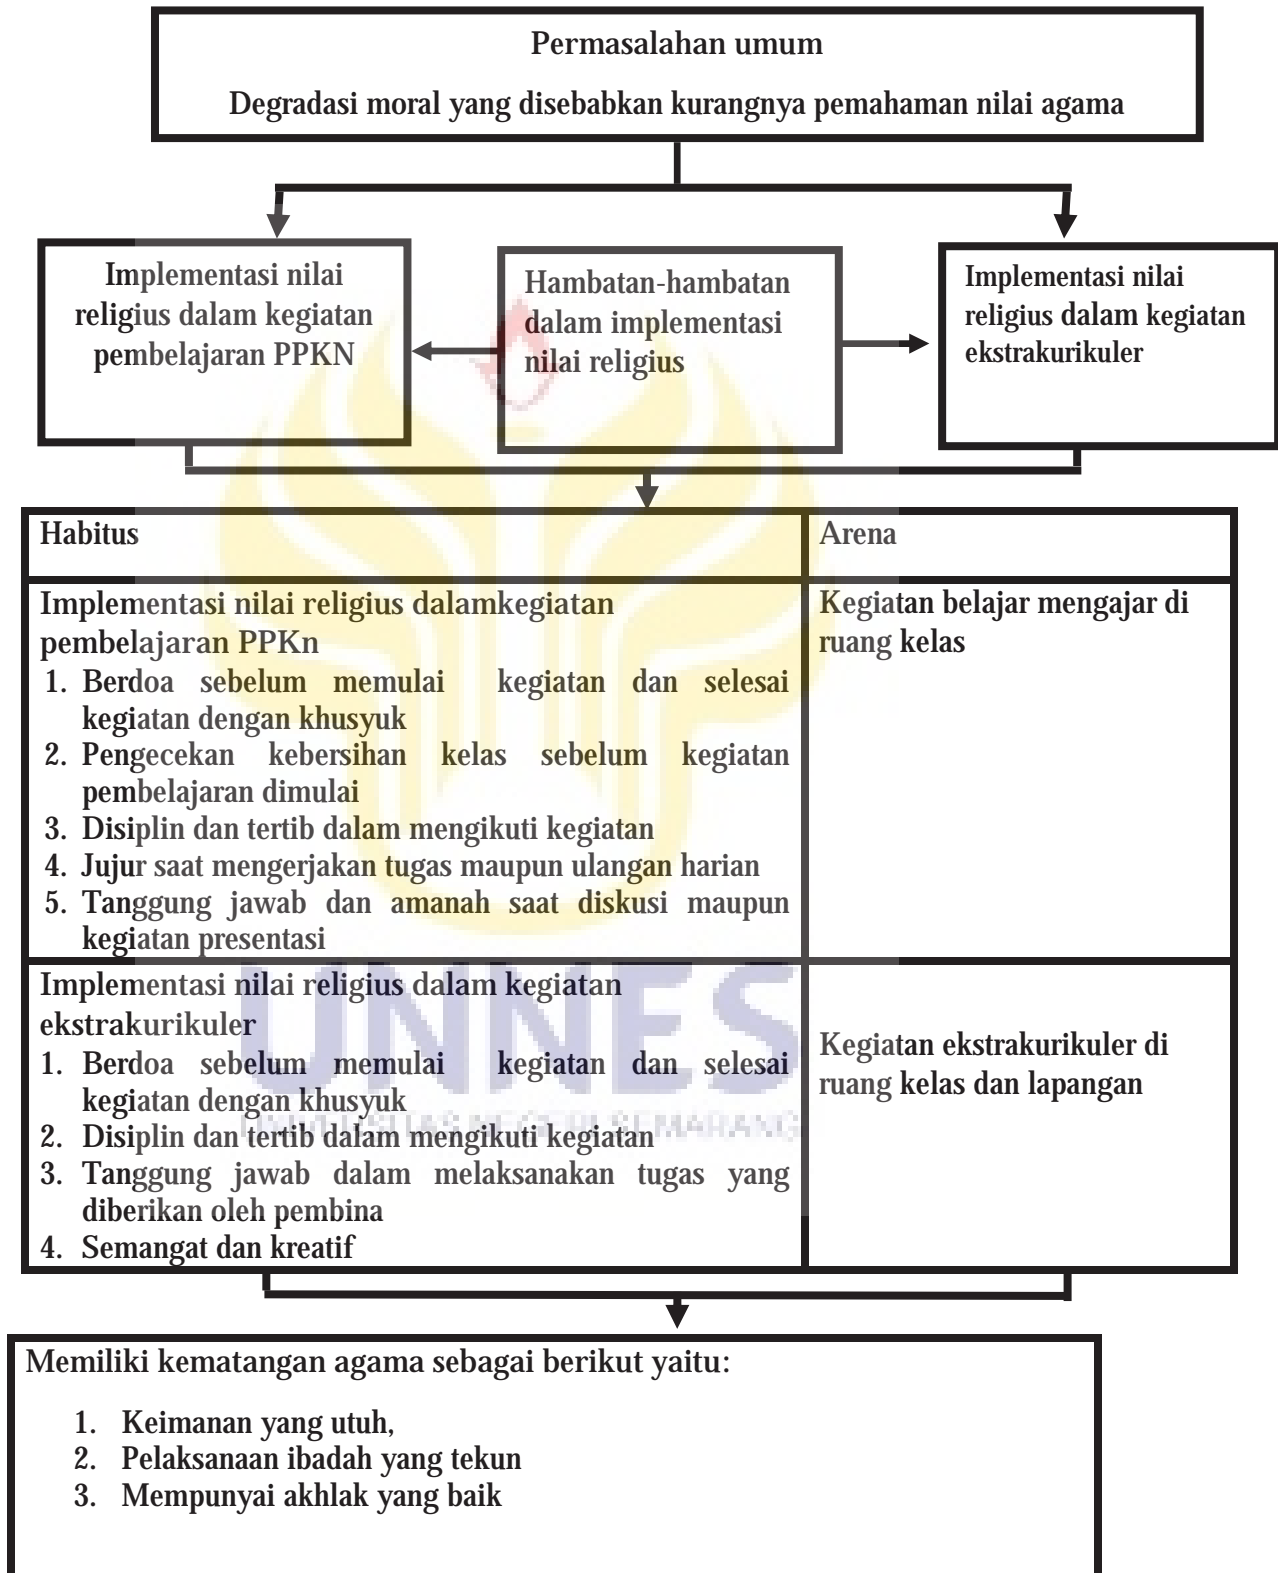 Permasalahan umum
Degradasi moral yang disebabkan kurangnya pemahaman nilai agama
Implementasi nilai
religius dalam kegiatan
pembelajaran PPKN
Hambatan-hambatan
dalam implementasi
nilai religius
Implementasi nilai
religius dalam kegiatan
ekstrakurikuler
Habitus
Arena
Implementasi nilai religius dalamkegiatan
pembelajaran PPKn
1. Berdoa sebelum memulai kegiatan dan selesai
kegiatan dengan khusyuk
2. Pengecekan kebersihan kelas sebelum kegiatan
pembelajaran dimulai
3. Disiplin dan tertib dalam mengikuti kegiatan
4. Jujur saat mengerjakan tugas maupun ulangan harian
5. Tanggung jawab dan amanah saat diskusi maupun
kegiatan presentasi
Kegiatan belajar mengajar di
ruang kelas
Implementasi nilai religius dalam kegiatan
ekstrakurikuler
1. Berdoa sebelum memulai kegiatan dan selesai
kegiatan dengan khusyuk
2. Disiplin dan tertib dalam mengikuti kegiatan
3. Tanggung jawab dalam melaksanakan tugas yang
diberikan oleh pembina
4. Semangat dan kreatif
Kegiatan ekstrakurikuler di
ruang kelas dan lapangan
UNNES
UNIVERSITAS NEGERI SEMARANG
Memiliki kematangan agama sebagai berikut yaitu:
1. Keimanan yang utuh,
2. Pelaksanaan ibadah yang tekun
3. Mempunyai akhlak yang baik